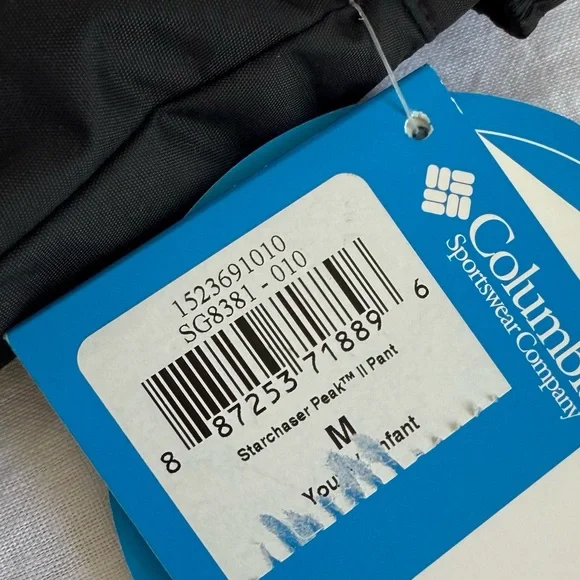 1523691010
SG8381 - 010
8 87253 71889 6
Starchaser Peak™ II Pant
M
Columbia
Sportswear Company